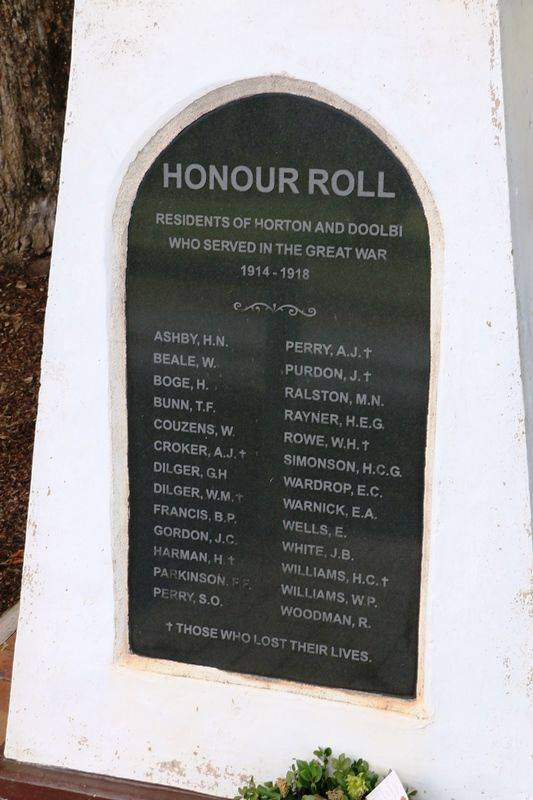 HONOUR ROLL
RESIDENTS OF HORTON AND DOOLBI
WHO SERVED IN THE GREAT WAR
1914 - 1918
ASHBY, H.N.
BEALE, W.
BOGE, H.
BUNN, T.F.
COUZENS, W.
CROKER, A.J. †
DILGER, G.H
DILGER, W.M. †
FRANCIS, B.P.
GORDON, J.C.
HARMAN, H. †
PARKINSON,
PERRY, S.O.
PERRY, A.J. †
PURDON, J. †
RALSTON, M.N.
RAYNER, H.E.G.
ROWE, W.H. †
SIMONSON, H.C.G.
WARDROP, E.C.
WARNICK, E.A.
WELLS, E.
WHITE, J.B.
WILLIAMS, H.C. †
WILLIAMS, W.P.
WOODMAN, R.
† THOSE WHO LOST THEIR LIVES.